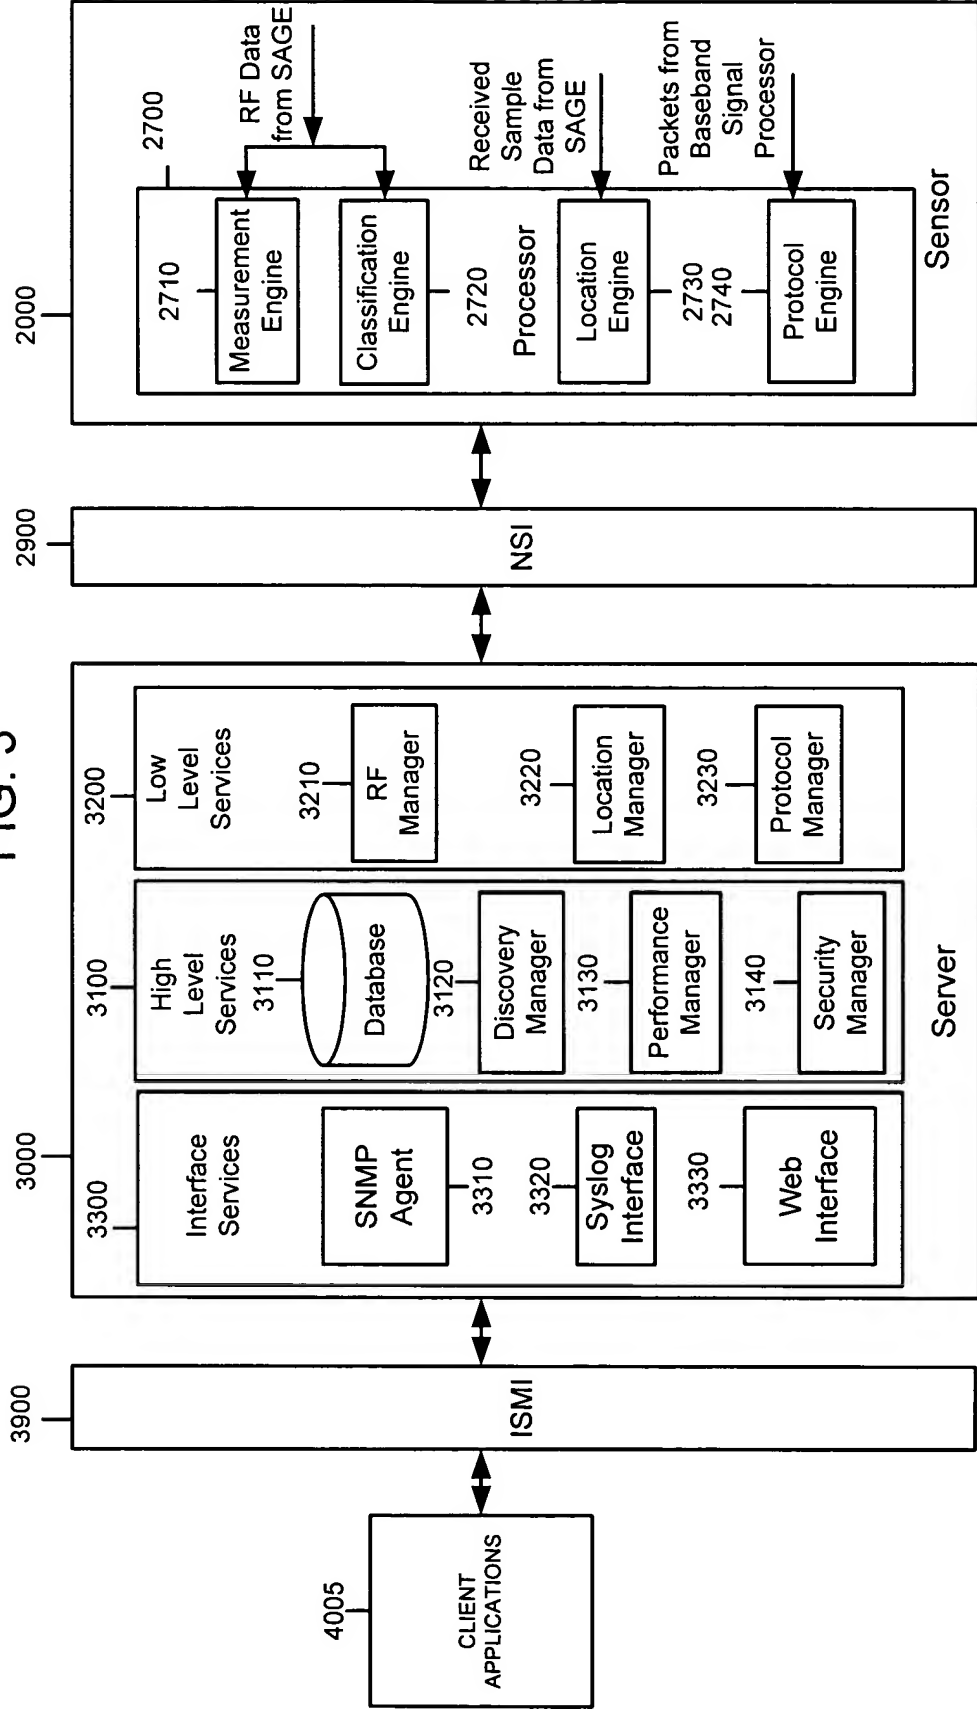 FIG. 3
4005
CLIENT
APPLICATIONS
3900
ISMI
3000
3300
Interface
Services
SNMP
Agent
3310
3320
Syslog
Interface
3330
Web
Interface
3100
High
Level
Services
3110
Database
3120
Discovery
Manager
3130
Performance
Manager
3140
Security
Manager
3200
Low
Level
Services
3210
RF
Manager
3220
Location
Manager
3230
Protocol
Manager
Server
2900
NSI
2000
2700
2710
Measurement
Engine
Classification
Engine
2720
Processor
Location
Engine
2730
2740
Protocol
Engine
RF Data
from SAGE
Received
Sample
Data from
SAGE
Packets from
Baseband
Signal
Processor
Sensor